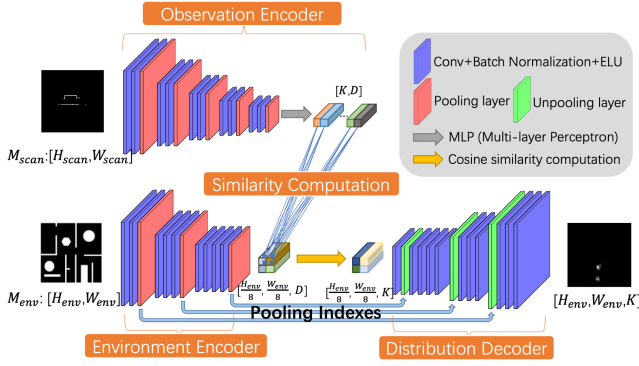 Observation Encoder
Conv+Batch Normalization+ELU
Pooling layer
Unpooling layer
MLP (Multi-layer Perceptron)
Cosine similarity computation
[K,D]
...
M_scan:[H_scan,W_scan]
Similarity Computation
M_env: [H_env,W_env]
[H_env/8, W_env/8, D]
[H_env/8, W_env/8, K]
[H_env,W_env,K]
Pooling Indexes
Environment Encoder
Distribution Decoder